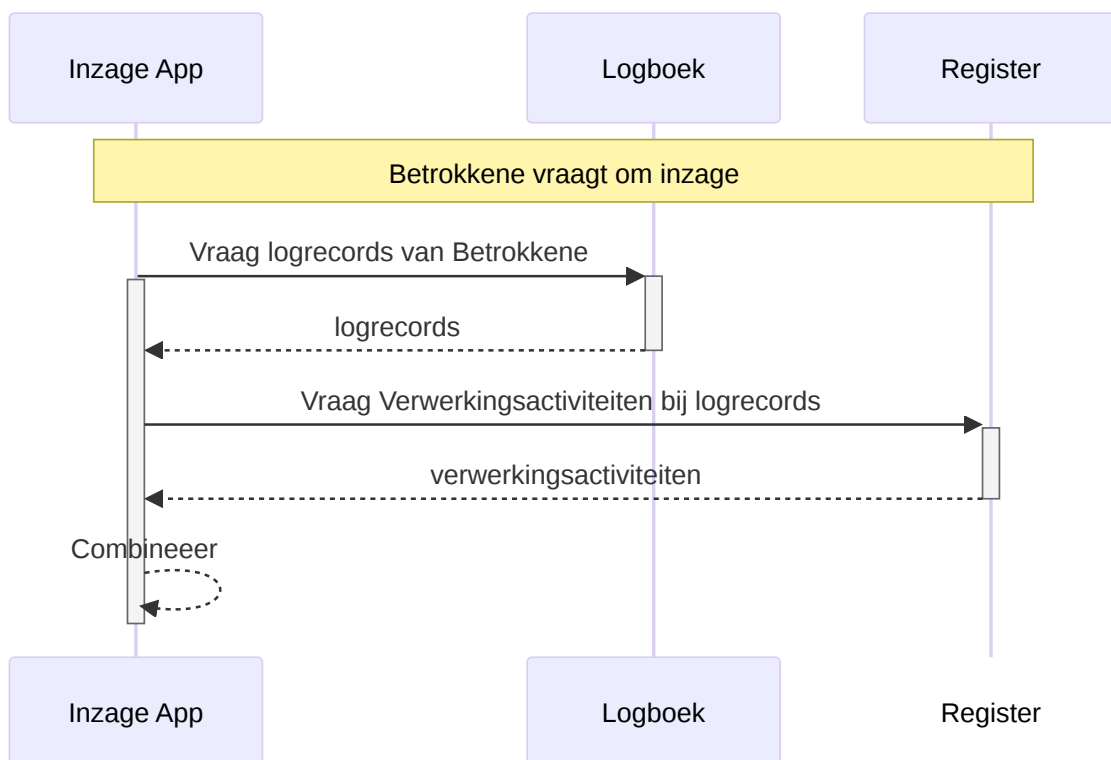 Inzage App
Logboek
Register
Betrokkene vraagt om inzage
Vraag logrecords van Betrokkene
logrecords
Vraag Verwerkingsactiviteiten bij logrecords
verwerkingsactiviteiten
Combineeer
Inzage App
Logboek
Register